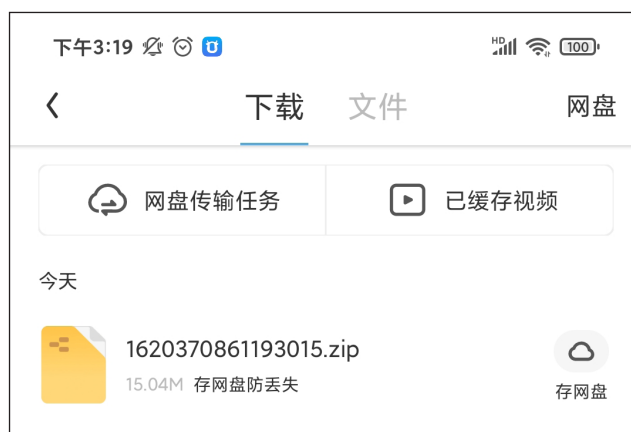 下午3:19 HD 100
下载 文件 网盘
网盘传输任务 已缓存视频
今天
1620370861193015.zip
15.04M 存网盘防丢失
存网盘